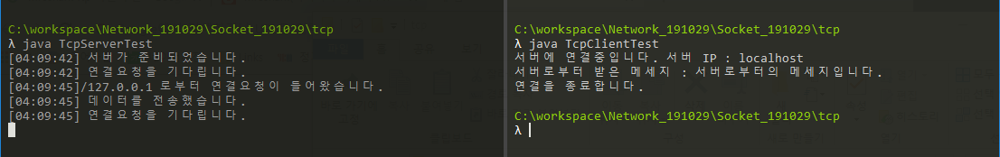 C:\workspace\Network_191029\Socket_191029\tcp
λ java TcpServerTest
[04:09:42] 서버가 준비되었습니다.
[04:09:42] 연결요청을 기다립니다.
[04:09:45]/127.0.0.1 로부터 연결요청이 들어왔습니다.
[04:09:45] 데이터를 전송했습니다.
[04:09:45] 연결요청을 기다립니다.
C:\workspace\Network_191029\Socket_191029\tcp
λ java TcpClientTest
서버에 연결중입니다. 서버 IP : localhost
서버로부터 받은 메세지 : 서버로부터의 메세지입니다.
연결을 종료합니다.
C:\workspace\Network_191029\Socket_191029\tcp
λ